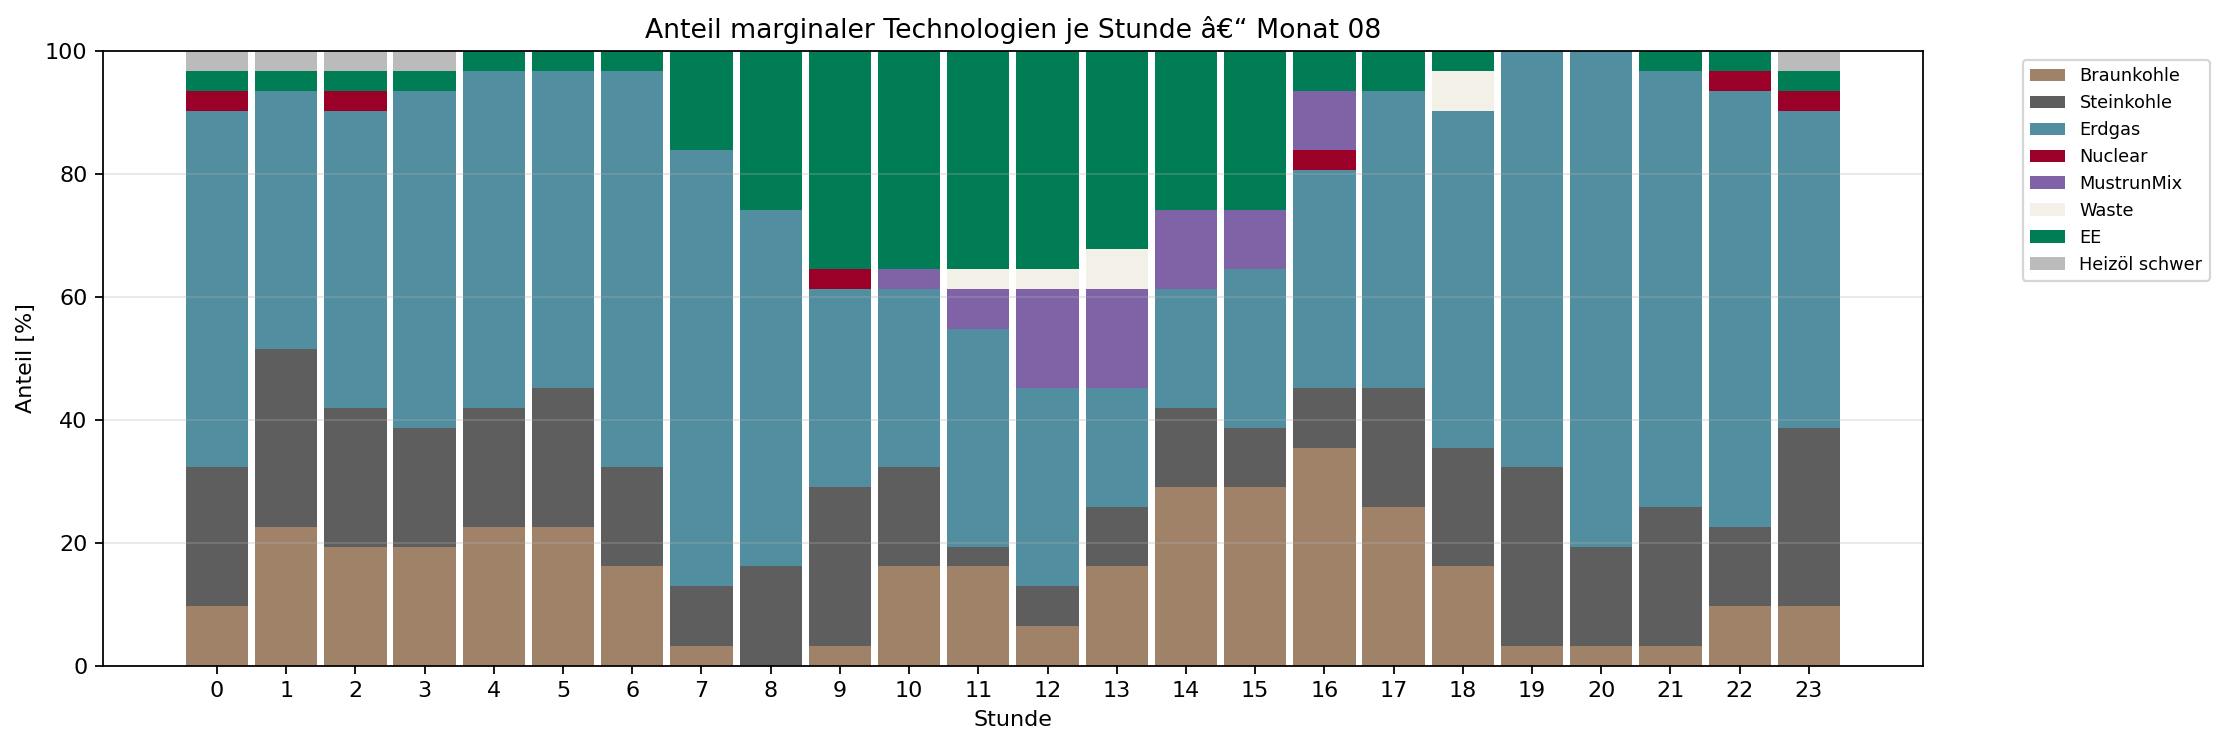 Anteil marginaler Technologien je Stunde â€“ Monat 08
Anteil [%]
100
80
60
40
20
0
0 1 2 3 4 5 6 7 8 9 10 11 12 13 14 15 16 17 18 19 20 21 22 23
Stunde
Braunkohle
Steinkohle
Erdgas
Nuclear
MustrunMix
Waste
EE
Heizöl schwer